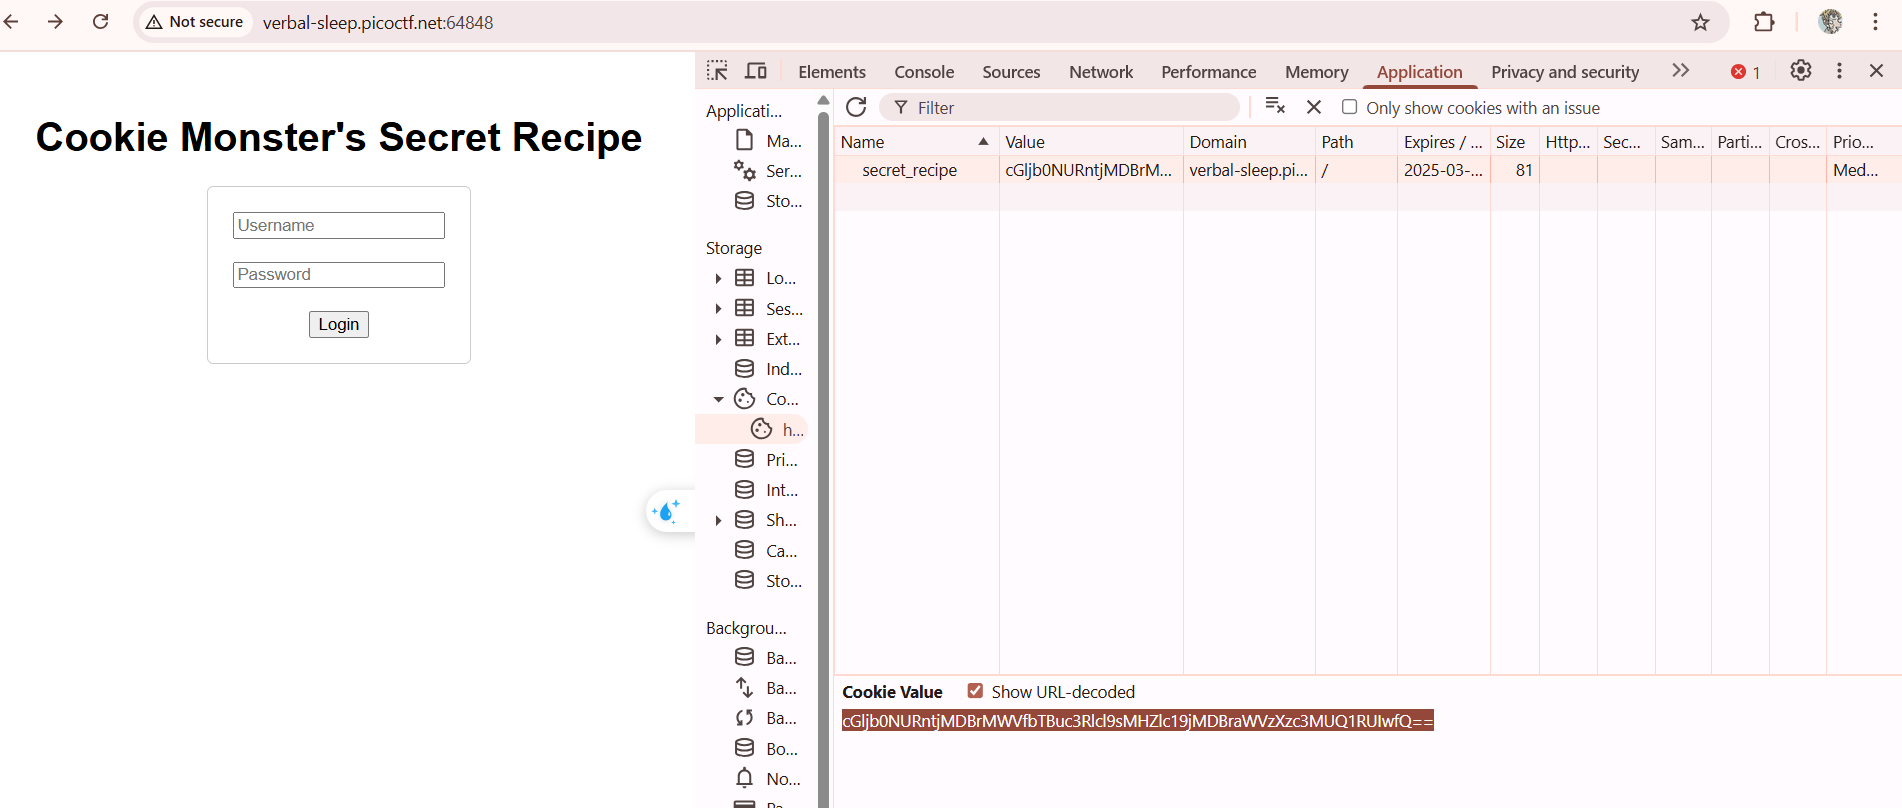 Not secure
verbal-sleep.picoctf.net:64848
Cookie Monster's Secret Recipe
Username
Password
Login
Elements
Console
Sources
Network
Performance
Memory
Application
Privacy and security
1
Applicati...
Ma...
Ser...
Sto...
Storage
Lo...
Ses...
Ext...
Ind...
Co...
h...
Pri...
Int...
Sh...
Ca...
Sto...
Backgrou...
Ba...
Ba...
Ba...
Bo...
No...
Filter
Only show cookies with an issue
Name Value Domain Path Expires / ... Size Http... Sec... Sam... Parti... Cros... Prio...
secret_recipe cGljb0NURntjMDBrM... verbal-sleep.pi... / 2025-03-... 81 Med...
Cookie Value Show URL-decoded
cGljb0NURntjMDBrMWVfbTBuc3Rlcl9sMHZlc19jMDBraWVzXzc3MUQ1RUIwfQ==